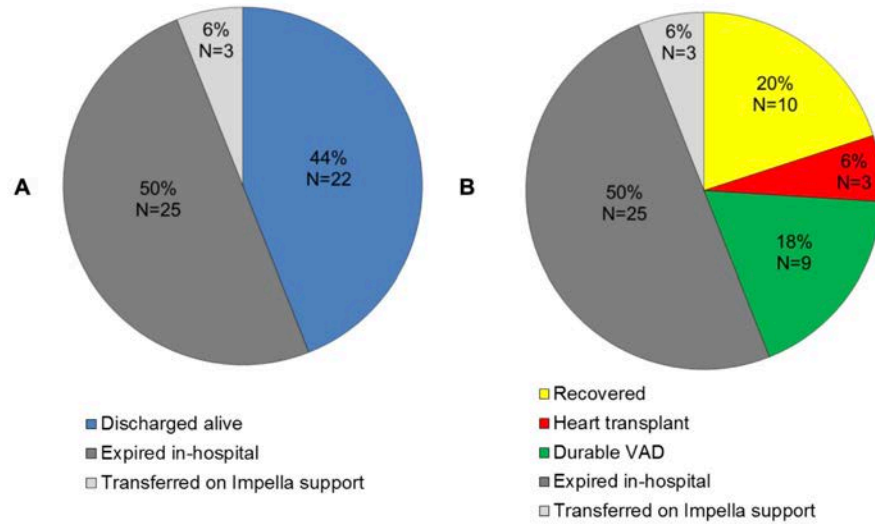 A
6%
N=3
44%
N=22
50%
N=25
Discharged alive
Expired in-hospital
Transferred on Impella support
B
6%
N=3
20%
N=10
6%
N=3
50%
N=25
18%
N=9
Recovered
Heart transplant
Durable VAD
Expired in-hospital
Transferred on Impella support